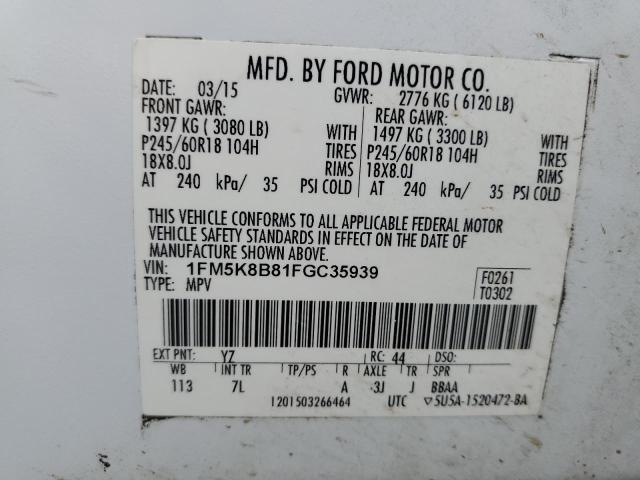 MFD. BY FORD MOTOR CO.
DATE: 03/15 GVWR: 2776 KG ( 6120 LB)
FRONT GAWR: REAR GAWR:
1397 KG ( 3080 LB) WITH 1497 KG ( 3300 LB) WITH
P245/60R18 104H TIRES P245/60R18 104H TIRES
18X8.0J RIMS 18X8.0J RIMS
AT 240 kPa/ 35 PSI COLD AT 240 kPa/ 35 PSI COLD
THIS VEHICLE CONFORMS TO ALL APPLICABLE FEDERAL MOTOR
VEHICLE SAFETY STANDARDS IN EFFECT ON THE DATE OF
MANUFACTURE SHOWN ABOVE.
VIN: 1FM5K8B81FGC35939 F0261
TYPE: MPV T0302
EXT PNT: YZ RC: 44 DSO:
WB INT TR TP/PS R AXLE TR SPR
113 7L A 3J J BBAA
I201503266464 UTC ▽5U5A-1520472-BA